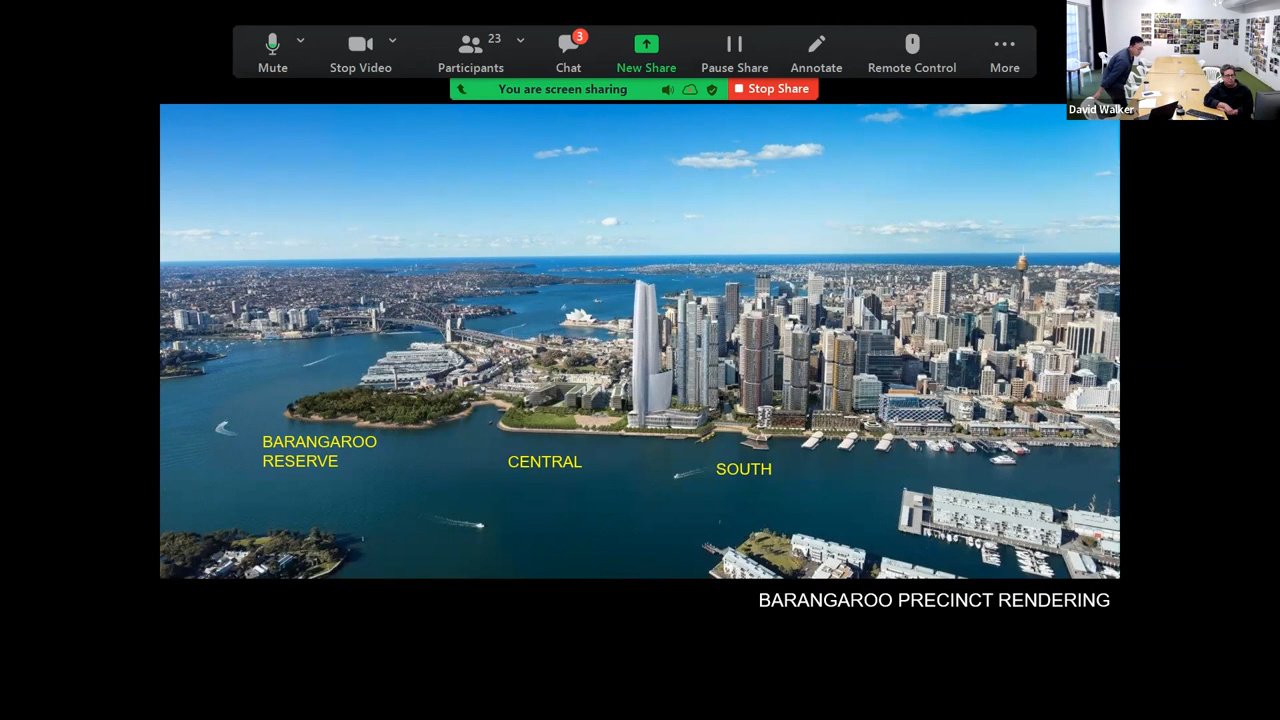 Mute
Stop Video
23
Participants
3
Chat
New Share
Pause Share
Annotate
Remote Control
More
You are screen sharing
Stop Share
David Walker
BARANGAROO
RESERVE
CENTRAL
SOUTH
BARANGAROO PRECINCT RENDERING